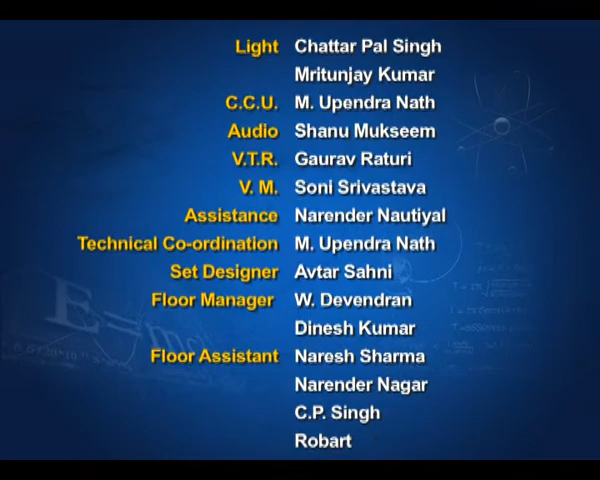 Light Chattar Pal Singh
Mritunjay Kumar
C.C.U. M. Upendra Nath
Audio Shanu Mukseem
V.T.R. Gaurav Raturi
V. M. Soni Srivastava
Assistance Narender Nautiyal
Technical Co-ordination M. Upendra Nath
Set Designer Avtar Sahni
Floor Manager W. Devendran
Dinesh Kumar
Floor Assistant Naresh Sharma
Narender Nagar
C.P. Singh
Robart